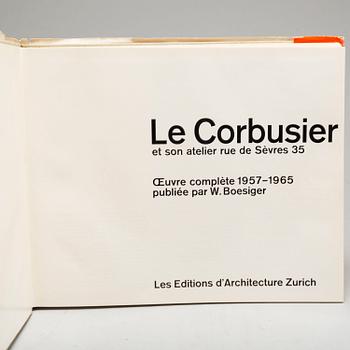 Le Corbusier
et son atelier rue de Sèvres 35
Œuvre complète 1957–1965
publiée par W. Boesiger
Les Editions d'Architecture Zurich